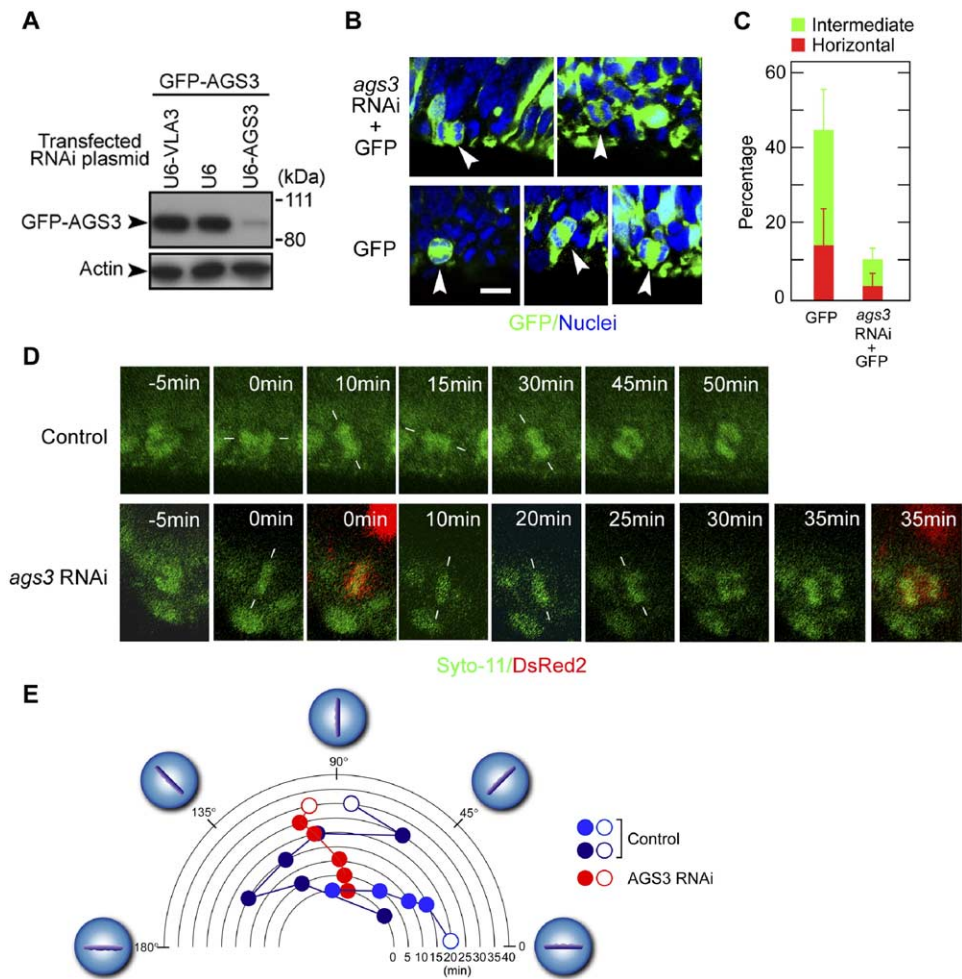 A
GFP-AGS3
Transfected
RNAi plasmid
U6-VLA3
U6
U6-AGS3
(kDa)
-111
GFP-AGS3
-80
Actin
B
ags3
RNAi
+
GFP
GFP
GFP/Nuclei
C
Intermediate
Horizontal
Percentage
60
40
20
0
GFP
ags3
RNAi
+
GFP
D
Control
-5min
0min
10min
15min
30min
45min
50min
ags3 RNAi
-5min
0min
0min
10min
20min
25min
30min
35min
35min
Syto-11/DsRed2
E
90°
135°
45°
180°
0
0 5 10 15 20 25 30 35 40
(min)
Control
AGS3 RNAi